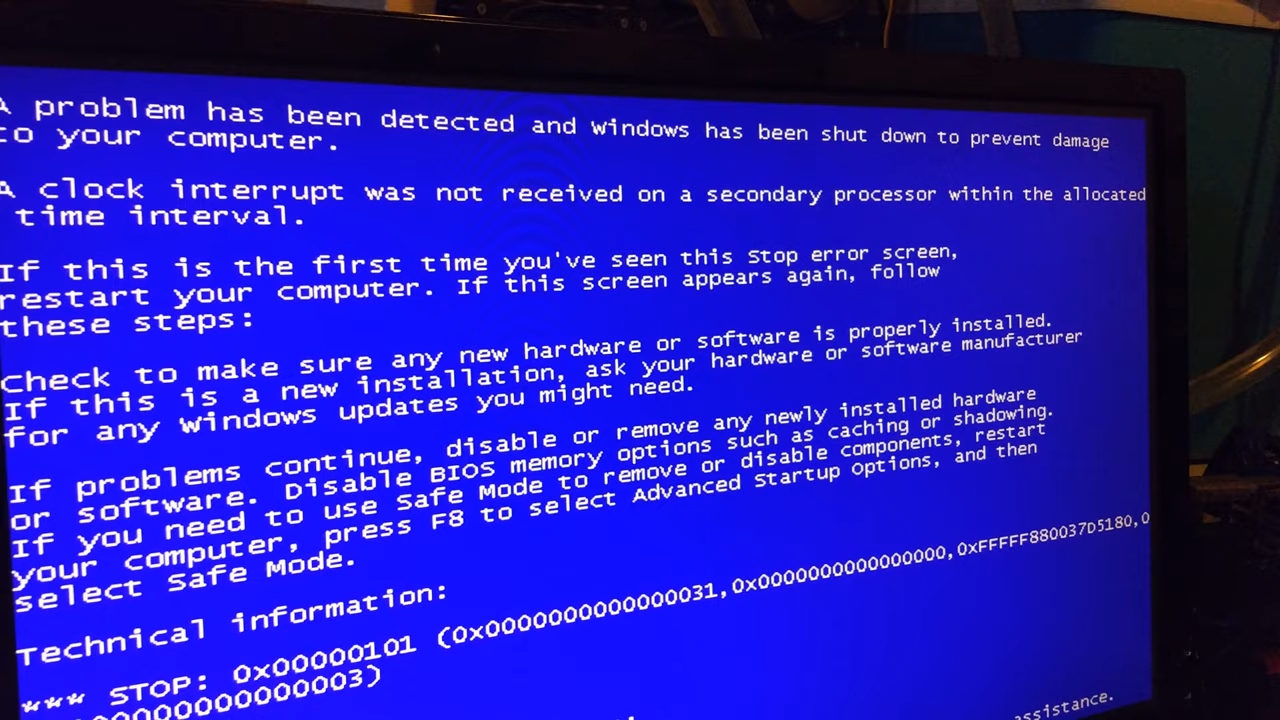 A problem has been detected and windows has been shut down to prevent damage
to your computer.
A clock interrupt was not received on a secondary processor within the allocated
time interval.
If this is the first time you've seen this Stop error screen,
restart your computer. If this screen appears again, follow
these steps:
Check to make sure any new hardware or software is properly installed.
If this is a new installation, ask your hardware or software manufacturer
for any windows updates you might need.
If problems continue, disable or remove any newly installed hardware
or software. Disable BIOS memory options such as caching or shadowing.
If you need to use Safe Mode to remove or disable components, restart
your computer, press F8 to select Advanced Startup Options, and then
select Safe Mode.
Technical information:
*** STOP: 0x00000101 (0x0000000000000031,0x0000000000000000,0xFFFFF880037D5180,0
000000000000003)
assistance.